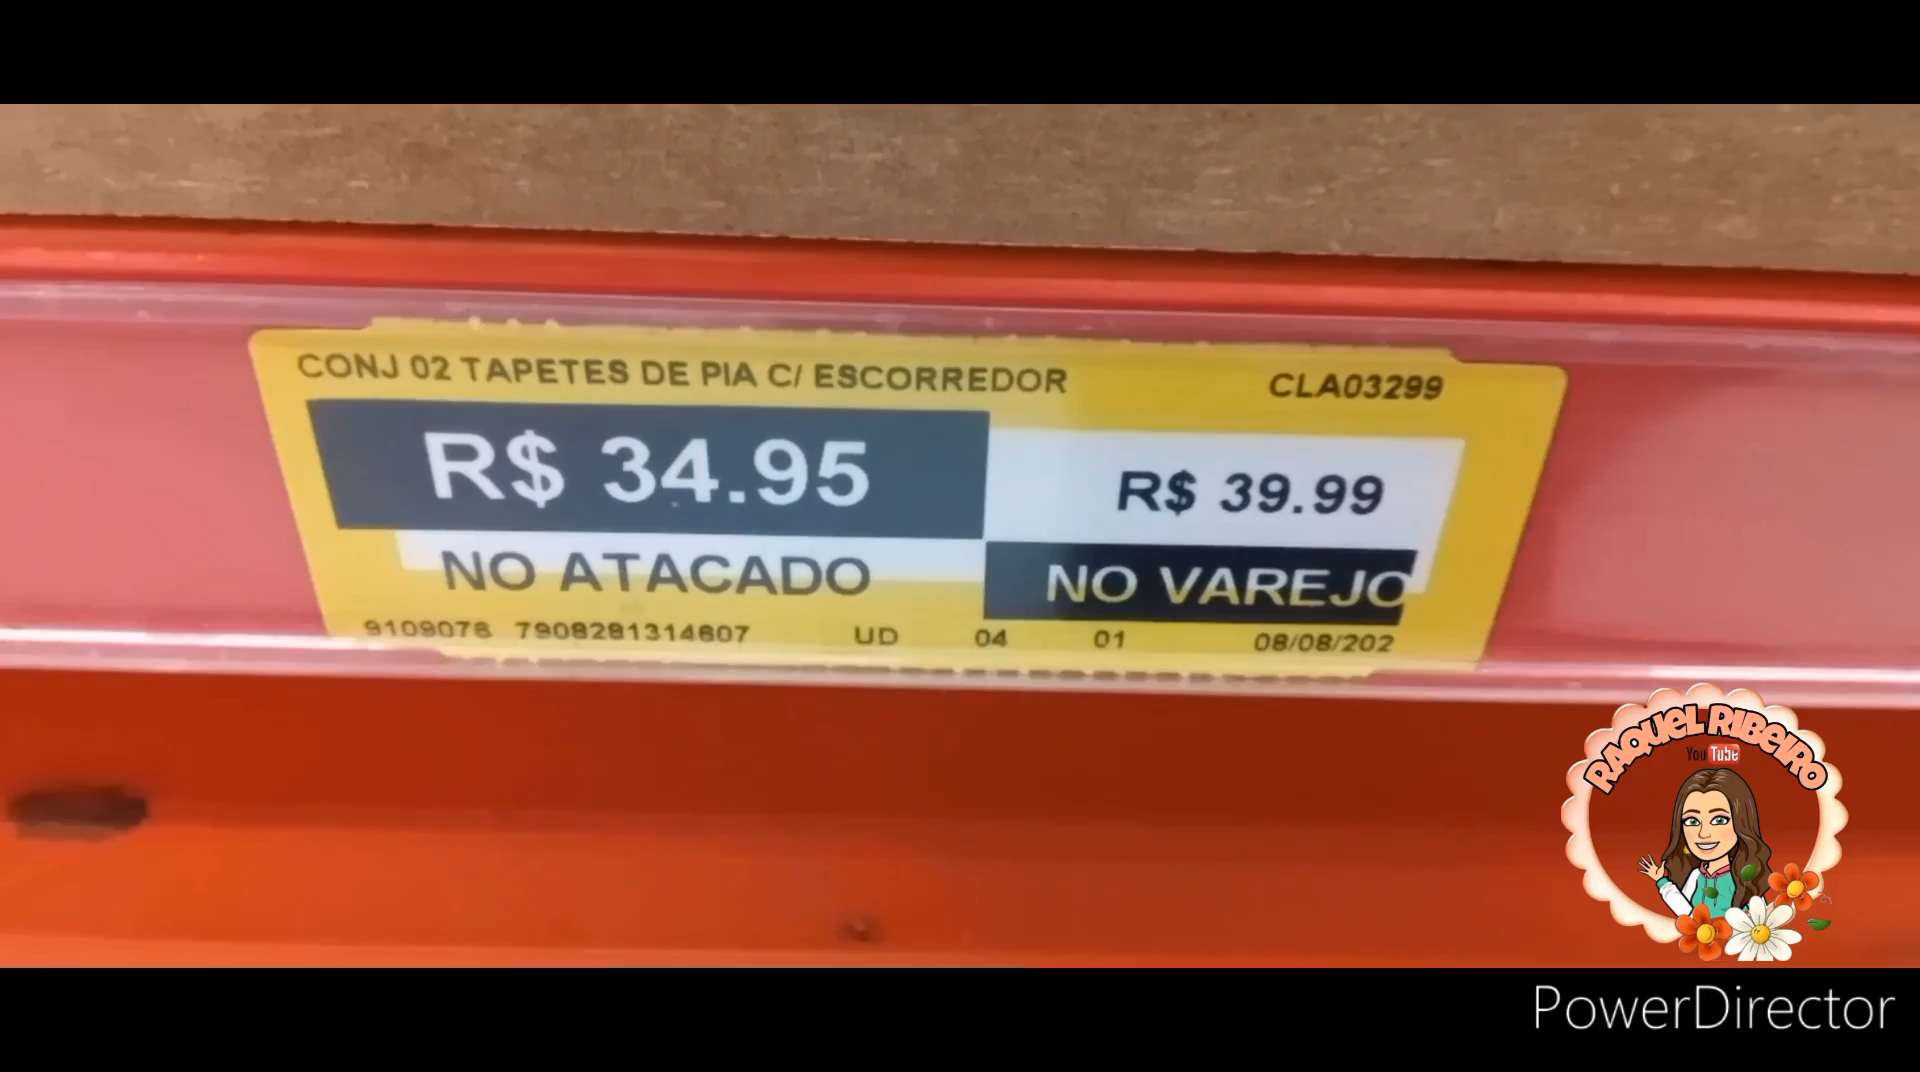 CONJ 02 TAPETES DE PIA C/ ESCORREDOR CLA03299
R$ 34.95 R$ 39.99
NO ATACADO NO VAREJO
9109076 7908281314607 UD 04 01 08/08/202
RAQUEL RIBEIRO
YouTube
PowerDirector